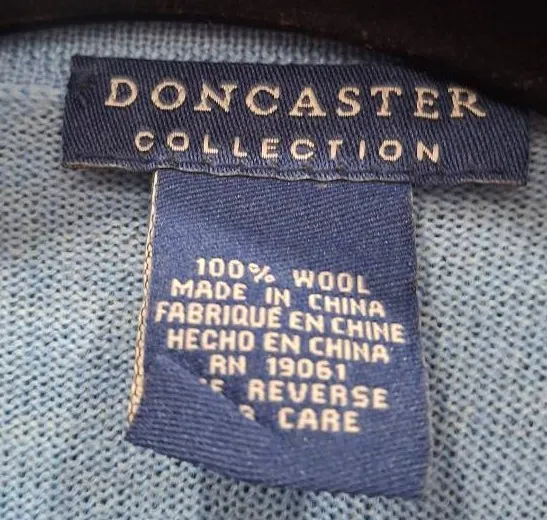 DONCASTER
COLLECTION
100% WOOL
MADE IN CHINA
FABRIQUÉ EN CHINE
HECHO EN CHINA
RN 19061
REVERSE
CARE